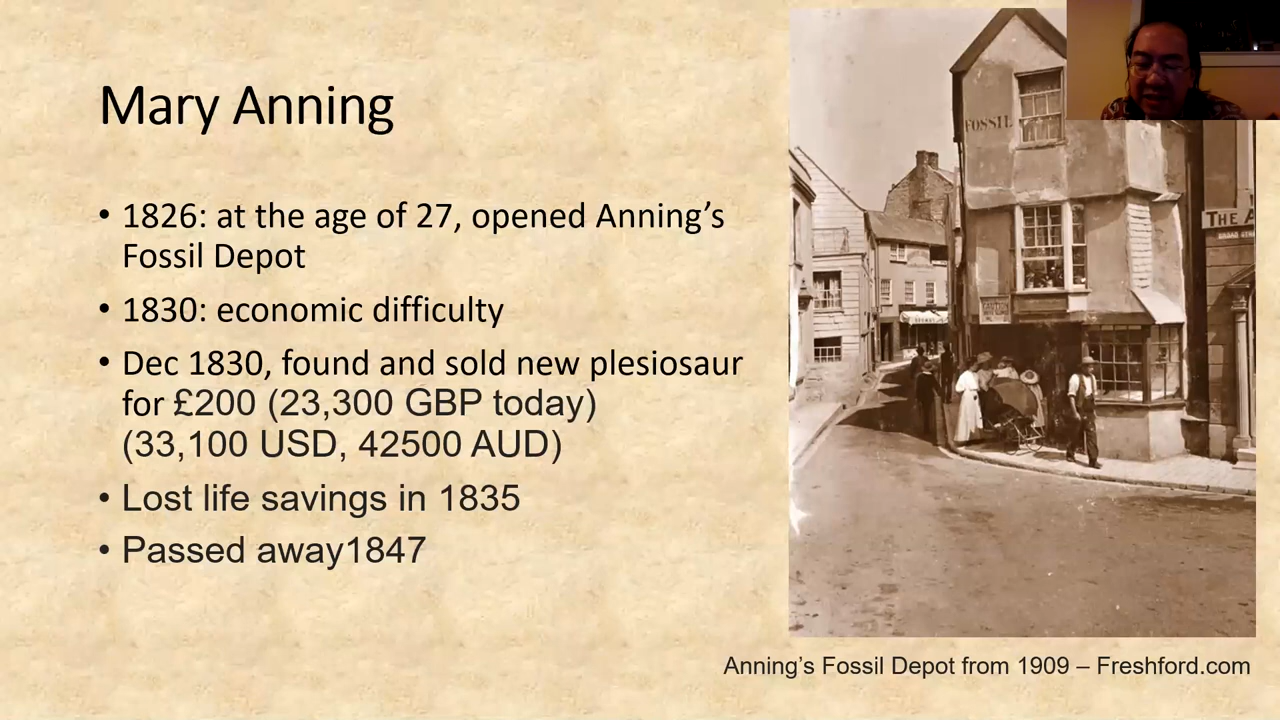 Mary Anning
• 1826: at the age of 27, opened Anning’s
Fossil Depot
• 1830: economic difficulty
• Dec 1830, found and sold new plesiosaur
for £200 (23,300 GBP today)
(33,100 USD, 42500 AUD)
• Lost life savings in 1835
• Passed away1847
FOSSIL
THE A
Anning’s Fossil Depot from 1909 – Freshford.com